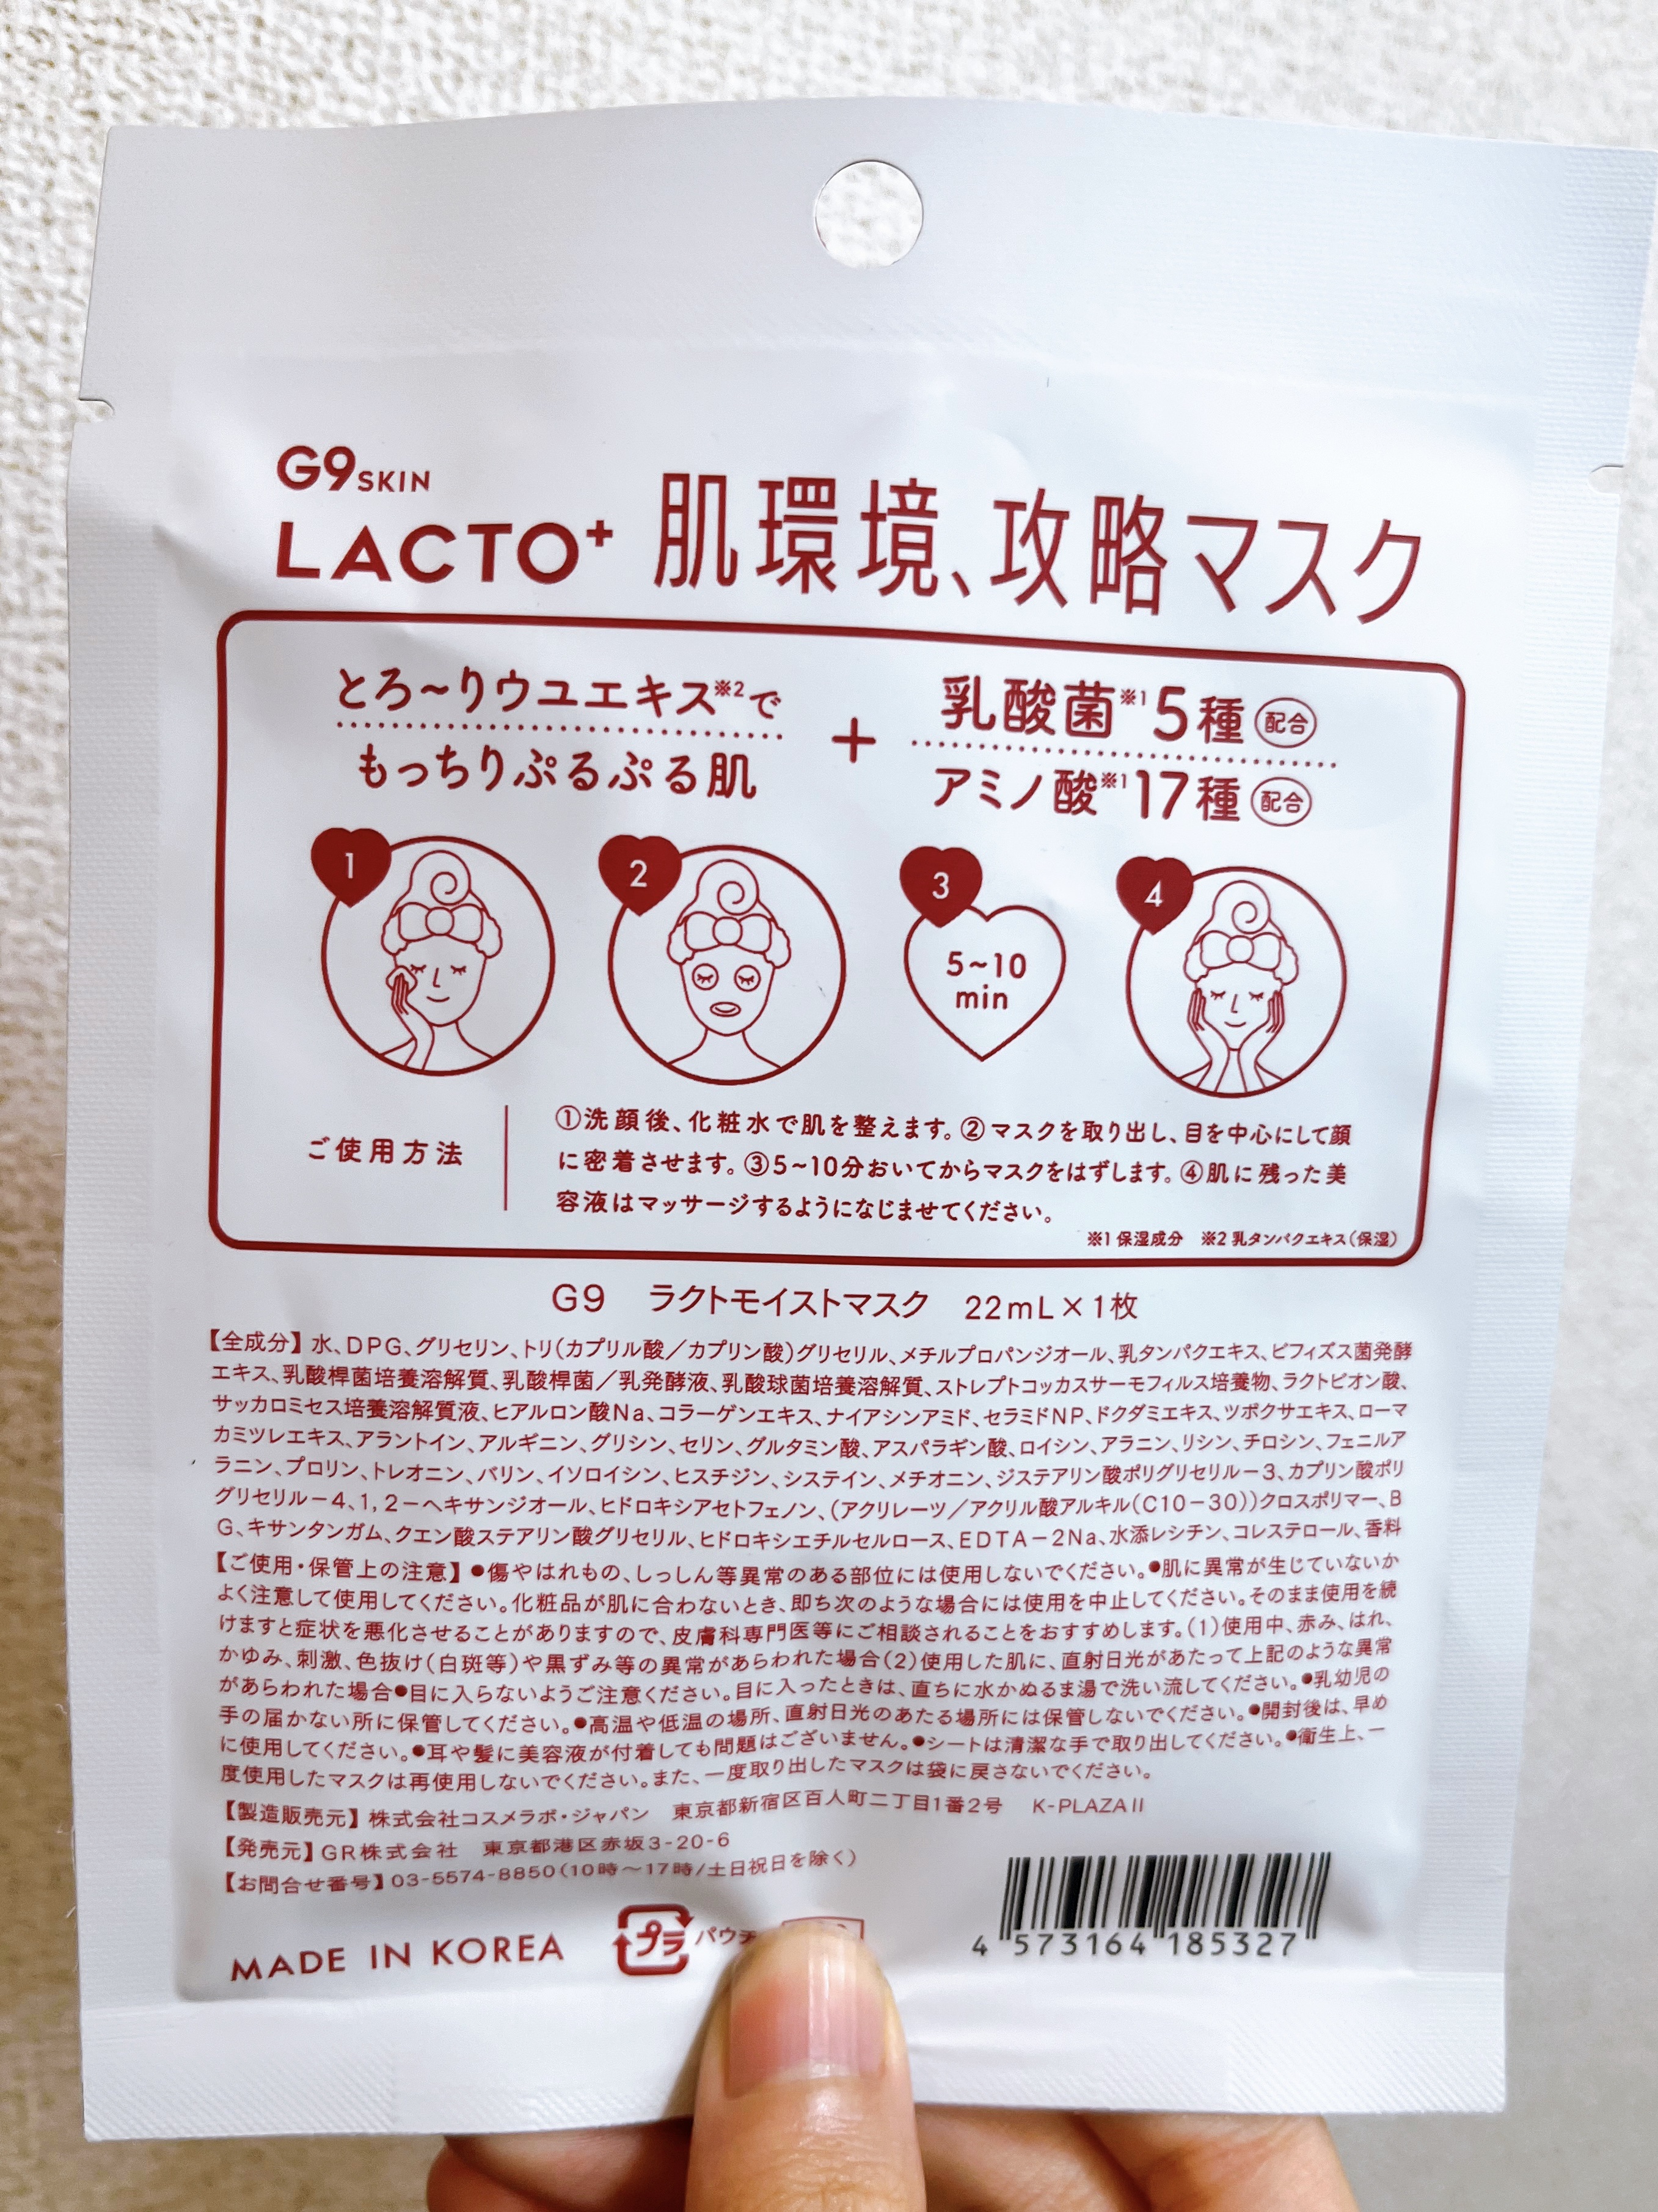 G9SKIN
LACTO+ 肌環境、攻略マスク
とろ~りウユエキス※2で
もっちりぷるぷる肌
+
乳酸菌※1 5種 配合
アミノ酸※1 17種 配合
1
2
3
5~10
min
4
ご使用方法
①洗顔後、化粧水で肌を整えます。②マスクを取り出し、目を中心にして顔
に密着させます。③5~10分おいてからマスクをはずします。④肌に残った美
容液はマッサージするようになじませてください。
※1 保湿成分 ※2 乳タンパクエキス(保湿)
G9 ラクトモイストマスク 22mL×1枚
【全成分】水、DPG、グリセリン、トリ(カプリル酸/カプリン酸)グリセリル、メチルプロパンジオール、乳タンパクエキス、ビフィズス菌発酵
エキス、乳酸桿菌培養溶解質、乳酸桿菌/乳発酵液、乳酸球菌培養溶解質、ストレプトコッカスサーモフィルス培養物、ラクトビオン酸、
サッカロミセス培養溶解質液、ヒアルロン酸Na、コラーゲンエキス、ナイアシンアミド、セラミドNP、ドクダミエキス、ツボクサエキス、ローマ
カミツレエキス、アラントイン、アルギニン、グリシン、セリン、グルタミン酸、アスパラギン酸、ロイシン、アラニン、リシン、チロシン、フェニルア
ラニン、プロリン、トレオニン、バリン、イソロイシン、ヒスチジン、システイン、メチオニン、ジステアリン酸ポリグリセリル-3、カプリン酸ポリ
グリセリル-4、1,2-ヘキサンジオール、ヒドロキシアセトフェノン、(アクリレーツ/アクリル酸アルキル(C10-30))クロスポリマー、B
G、キサンタンガム、クエン酸ステアリン酸グリセリル、ヒドロキシエチルセルロース、EDTA-2Na、水添レシチン、コレステロール、香料
【ご使用・保管上の注意】●傷やはれもの、しっしん等異常のある部位には使用しないでください。●肌に異常が生じていないか
よく注意して使用してください。化粧品が肌に合わないとき、即ち次のような場合には使用を中止してください。そのまま使用を続
けますと症状を悪化させることがありますので、皮膚科専門医等にご相談されることをおすすめします。(1)使用中、赤み、はれ、
かゆみ、刺激、色抜け(白斑等)や黒ずみ等の異常があらわれた場合(2)使用した肌に、直射日光があたって上記のような異常
があらわれた場合●目に入らないようご注意ください。目に入ったときは、直ちに水かぬるま湯で洗い流してください。●乳幼児の
手の届かない所に保管してください。●高温や低温の場所、直射日光のあたる場所には保管しないでください。●開封後は、早め
に使用してください。●耳や髪に美容液が付着しても問題はございません。●シートは清潔な手で取り出してください。●衛生上、一
度使用したマスクは再使用しないでください。また、一度取り出したマスクは袋に戻さないでください。
【製造販売元】株式会社コスメラボ・ジャパン 東京都新宿区百人町二丁目1番2号 K-PLAZAⅡ
【発売元】GR株式会社 東京都港区赤坂3-20-6
【お問合せ番号】03-5574-8850(10時~17時/土日祝日を除く)
MADE IN KOREA
プラ
パウチ
4 573164 185327